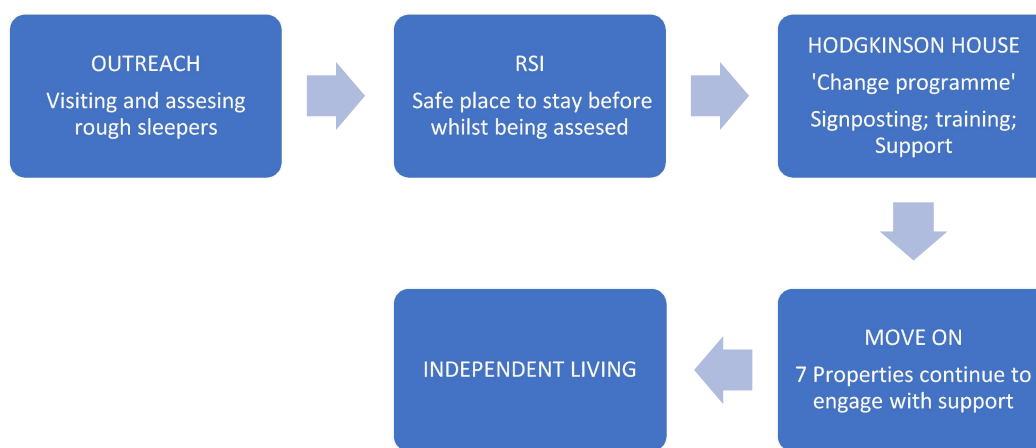 OUTREACH
Visiting and assesing
rough sleepers
RSI
Safe place to stay before
whilst being assesed
HODGKINSON HOUSE
'Change programme'
Signposting; training;
Support
MOVE ON
7 Properties continue to
engage with support
INDEPENDENT LIVING